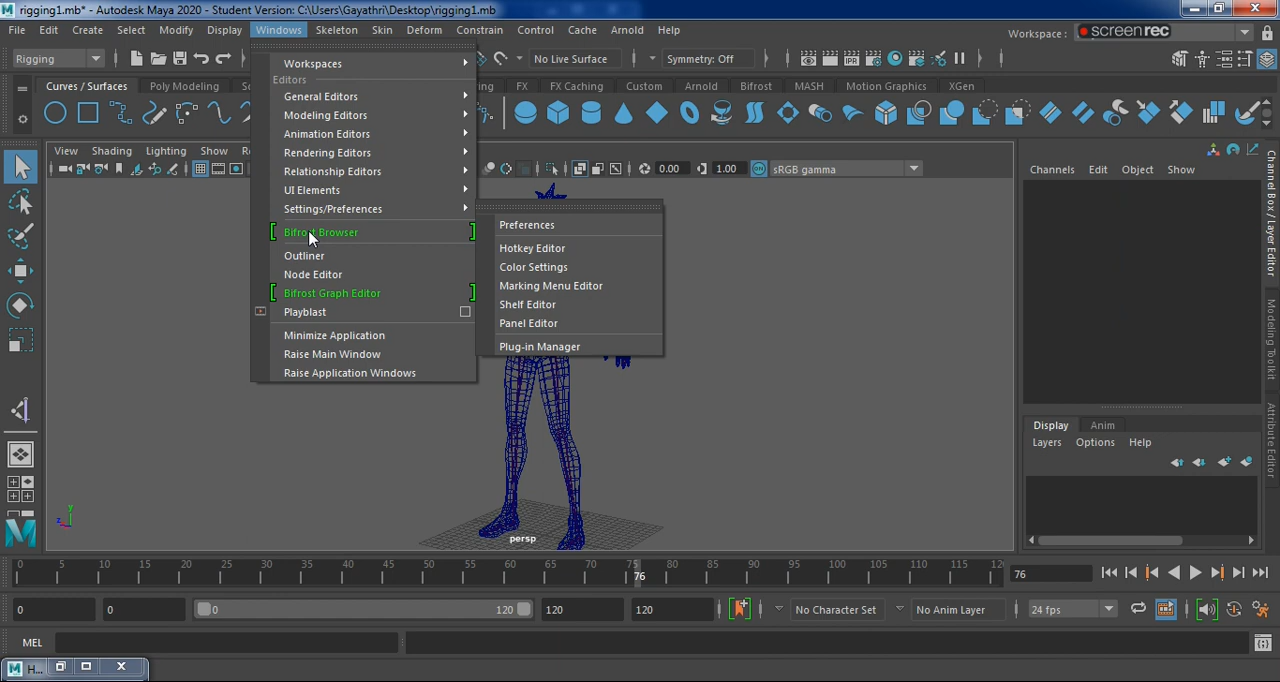 rigging1.mb* - Autodesk Maya 2020 - Student Version: C:\Users\Gayathri\Desktop\rigging1.mb
File Edit Create Select Modify Display Windows Skeleton Skin Deform Constrain Control Cache Arnold Help
Workspace : screenrec
Rigging
No Live Surface
Symmetry: Off
Curves / Surfaces Poly Modeling
FX FX Caching Custom Arnold Bifrost MASH Motion Graphics XGen
View Shading Lighting Show
0.00 1.00 sRGB gamma
Workspaces
Editors
General Editors
Modeling Editors
Animation Editors
Rendering Editors
Relationship Editors
UI Elements
Settings/Preferences
Bifrost Browser
Outliner
Node Editor
Bifrost Graph Editor
Playblast
Minimize Application
Raise Main Window
Raise Application Windows
Preferences
Hotkey Editor
Color Settings
Marking Menu Editor
Shelf Editor
Panel Editor
Plug-in Manager
persp
y
z
Channels Edit Object Show
Channel Box / Layer Editor
Modeling Toolkit
Attribute Editor
Display Anim
Layers Options Help
0 5 10 15 20 25 30 35 40 45 50 55 60 65 70 75 80 85 90 95 100 105 110 115
76
76
0 0 0 120 120 120 No Character Set No Anim Layer 24 fps
MEL
H...